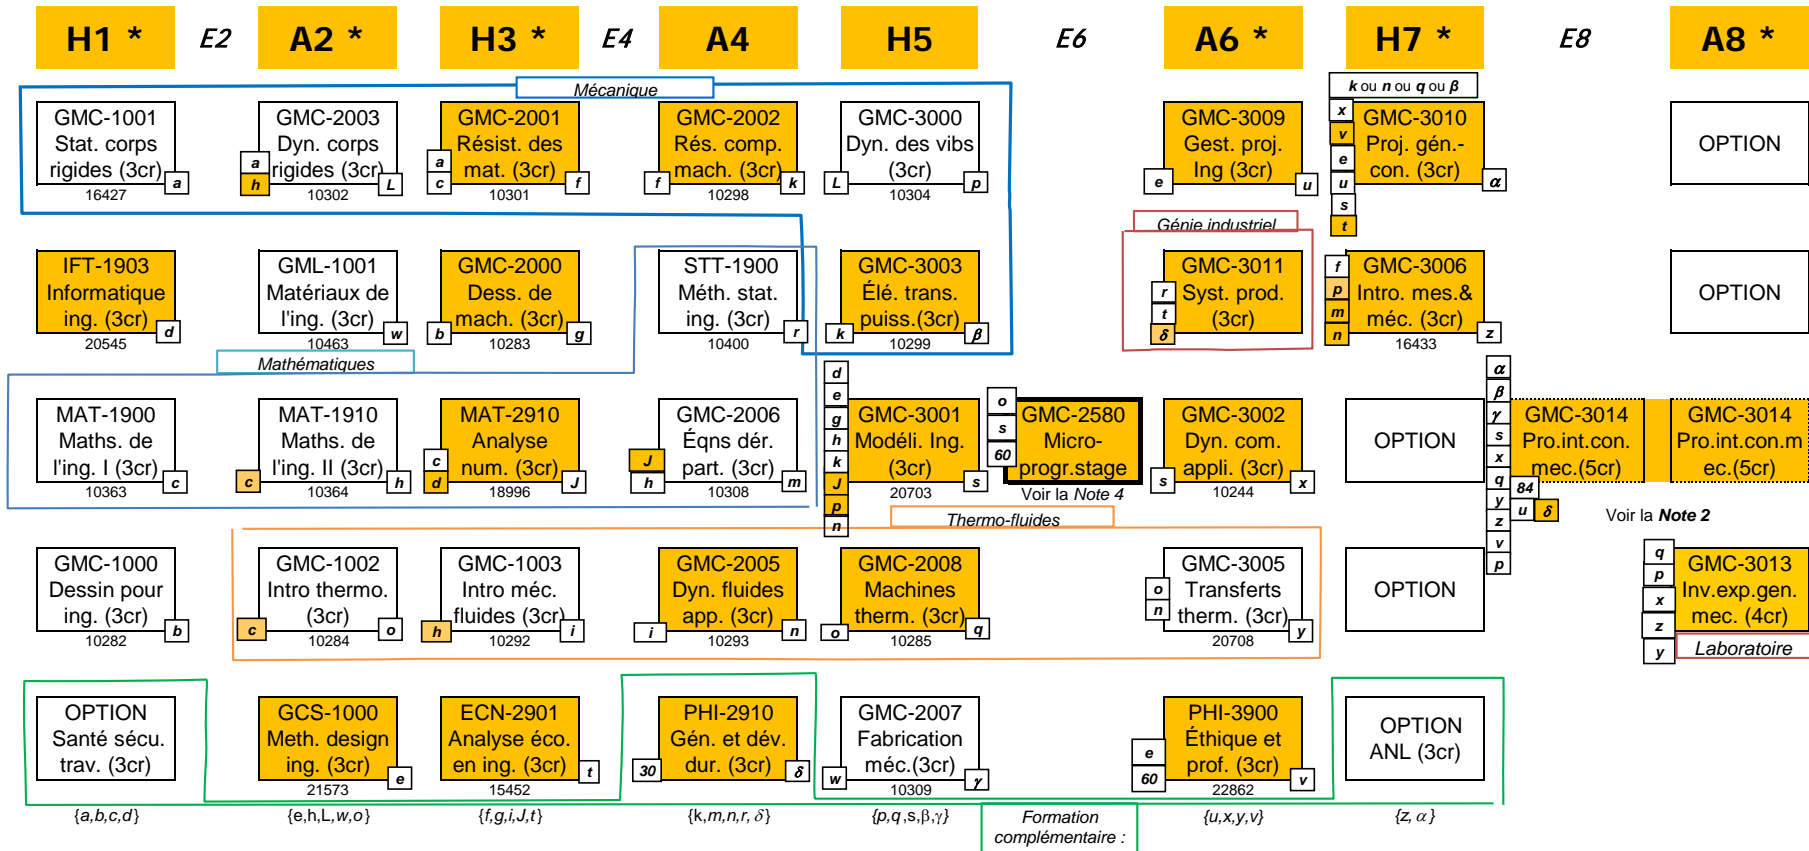 H1 *
E2
A2 *
H3 *
E4
A4
H5
E6
A6 *
H7 *
E8
A8 *
Mécanique
k ou n ou q ou β
GMC-1001
Stat. corps
rigides (3cr)
a
16427
GMC-2003
Dyn. corps
rigides (3cr)
a
h
L
10302
GMC-2001
Résist. des
mat. (3cr)
a
c
f
10301
GMC-2002
Rés. comp.
mach. (3cr)
f
k
10298
GMC-3000
Dyn. des vibs
(3cr)
L
p
10304
GMC-3009
Gest. proj.
Ing (3cr)
e
u
x
v
e
u
s
t
GMC-3010
Proj. gén.-
con. (3cr)
α
OPTION
Génie industriel
IFT-1903
Informatique
ing. (3cr)
d
20545
GML-1001
Matériaux de
l'ing. (3cr)
w
10463
GMC-2000
Dess. de
mach. (3cr)
b
g
10283
STT-1900
Méth. stat.
ing. (3cr)
r
10400
GMC-3003
Élé. trans.
puiss.(3cr)
k
β
10299
GMC-3011
Syst. prod.
(3cr)
r
t
δ
f
p
m
n
GMC-3006
Intro. mes.&
méc. (3cr)
z
16433
OPTION
Mathématiques
MAT-1900
Maths. de
l'ing. I (3cr)
c
10363
MAT-1910
Maths. de
l'ing. II (3cr)
c
h
10364
MAT-2910
Analyse
num. (3cr)
c
d
J
18996
GMC-2006
Éqns dér.
part. (3cr)
J
h
m
10308
d
e
g
h
k
J
p
n
GMC-3001
Modéli. Ing.
(3cr)
s
20703
o
s
60
GMC-2580
Micro-
progr.stage
Voir la Note 4
GMC-3002
Dyn. com.
appli. (3cr)
s
x
10244
OPTION
α
β
γ
s
x
q
y
z
v
p
84
u
δ
GMC-3014
Pro.int.con.
mec.(5cr)
GMC-3014
Pro.int.con.m
ec.(5cr)
Voir la Note 2
Thermo-fluides
GMC-1000
Dessin pour
ing. (3cr)
b
10282
GMC-1002
Intro thermo.
(3cr)
c
o
10284
GMC-1003
Intro méc.
fluides (3cr)
h
i
10292
GMC-2005
Dyn. fluides
app. (3cr)
i
n
10293
GMC-2008
Machines
therm. (3cr)
o
q
10285
GMC-3005
Transferts
therm. (3cr)
o
n
y
20708
OPTION
q
p
x
z
y
GMC-3013
Inv.exp.gen.
mec. (4cr)
Laboratoire
OPTION
Santé sécu.
trav. (3cr)
GCS-1000
Meth. design
ing. (3cr)
e
21573
ECN-2901
Analyse éco.
en ing. (3cr)
t
15452
PHI-2910
Gén. et dév.
dur. (3cr)
30
δ
GMC-2007
Fabrication
méc.(3cr)
w
γ
10309
PHI-3900
Éthique et
prof. (3cr)
e
60
v
22862
OPTION
ANL (3cr)
{a,b,c,d}
{e,h,L,w,o}
{f,g,i,J,t}
{k,m,n,r, δ}
{p,q,s,β,γ}
Formation
complémentaire :
{u,x,y,v}
{z, α}